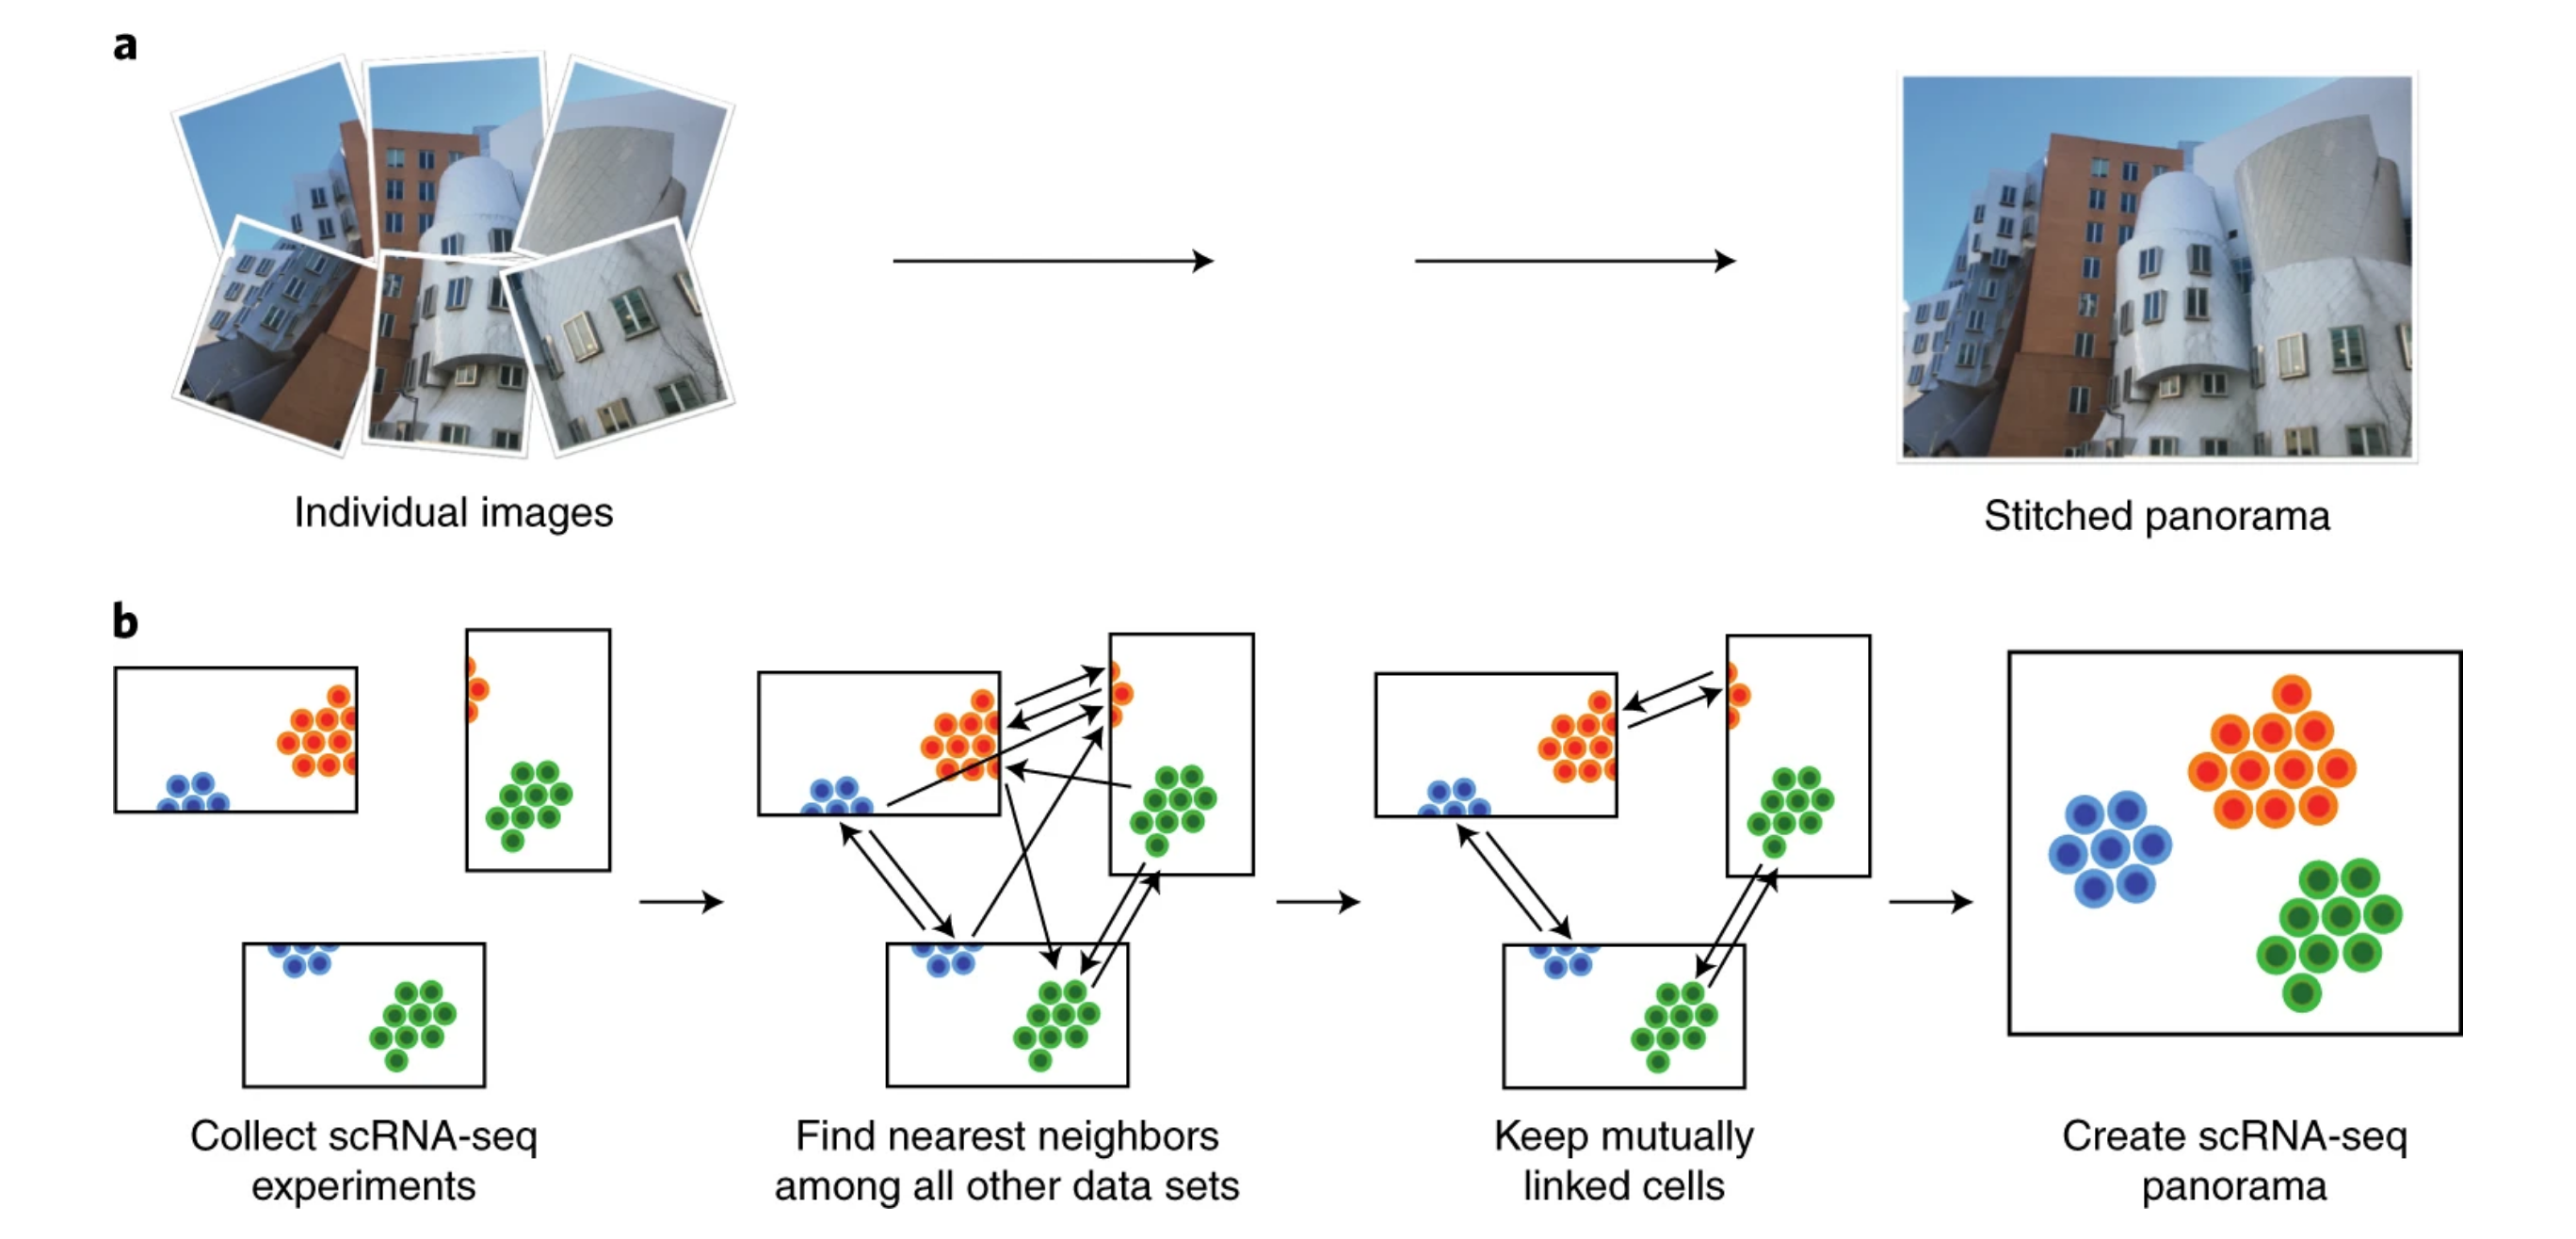 a
Individual images
Stitched panorama
b
Collect scRNA-seq
experiments
Find nearest neighbors
among all other data sets
Keep mutually
linked cells
Create scRNA-seq
panorama